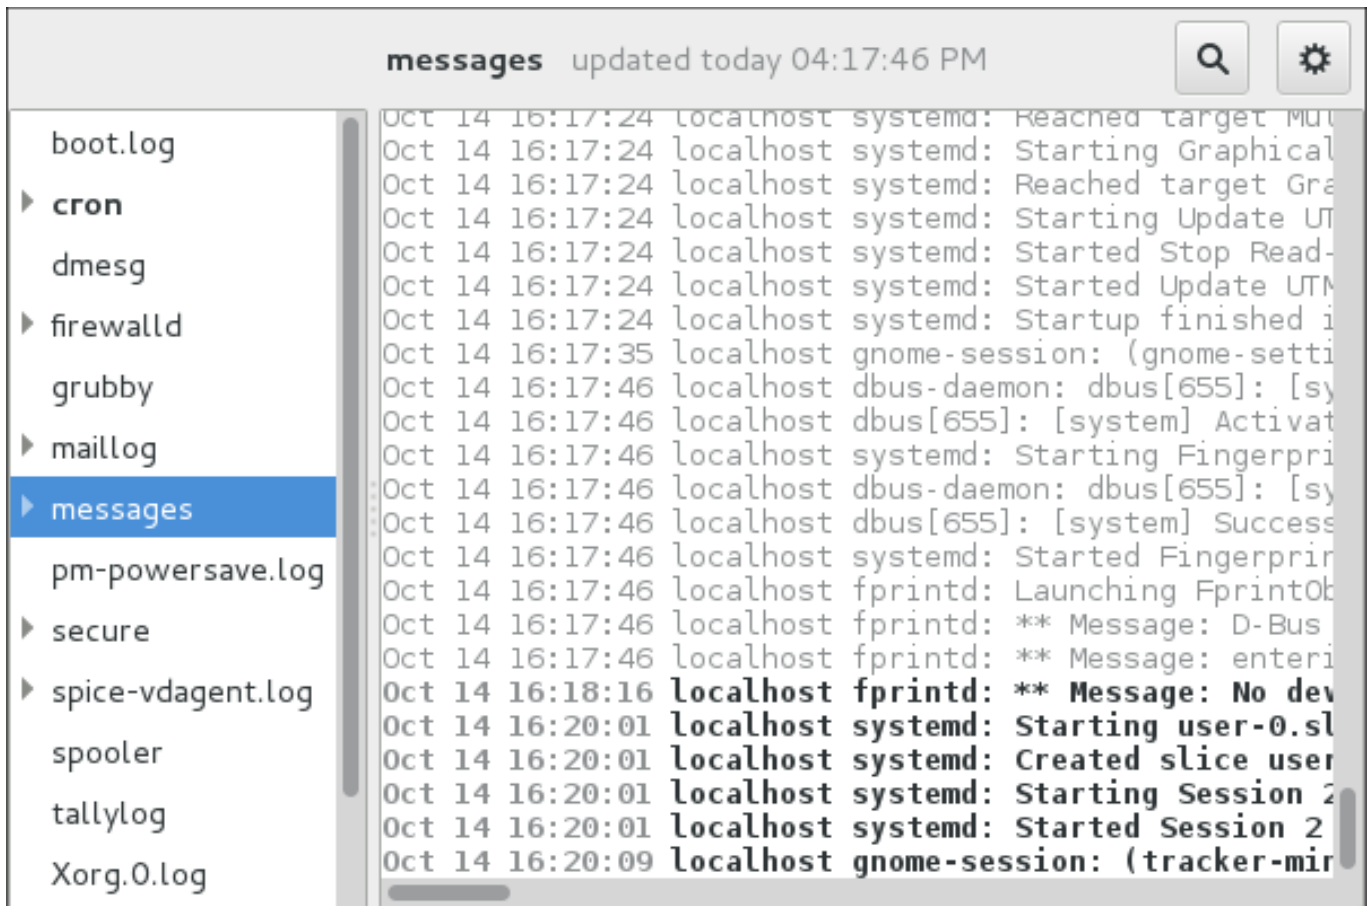 messages updated today 04:17:46 PM
boot.log
cron
dmesg
firewalld
grubby
maillog
messages
pm-powersave.log
secure
spice-vdagent.log
spooler
tallylog
Xorg.0.log
Oct 14 16:17:24 localhost systemd: Reached target Mul
Oct 14 16:17:24 localhost systemd: Starting Graphical
Oct 14 16:17:24 localhost systemd: Reached target Gra
Oct 14 16:17:24 localhost systemd: Starting Update UT
Oct 14 16:17:24 localhost systemd: Started Stop Read-
Oct 14 16:17:24 localhost systemd: Started Update UTM
Oct 14 16:17:24 localhost systemd: Startup finished i
Oct 14 16:17:35 localhost gnome-session: (gnome-setti
Oct 14 16:17:46 localhost dbus-daemon: dbus[655]: [sy
Oct 14 16:17:46 localhost dbus[655]: [system] Activat
Oct 14 16:17:46 localhost systemd: Starting Fingerpri
Oct 14 16:17:46 localhost dbus-daemon: dbus[655]: [sy
Oct 14 16:17:46 localhost dbus[655]: [system] Success
Oct 14 16:17:46 localhost systemd: Started Fingerprin
Oct 14 16:17:46 localhost fprintd: Launching FprintOb
Oct 14 16:17:46 localhost fprintd: ** Message: D-Bus
Oct 14 16:17:46 localhost fprintd: ** Message: enteri
Oct 14 16:18:16 localhost fprintd: ** Message: No dev
Oct 14 16:20:01 localhost systemd: Starting user-0.sl
Oct 14 16:20:01 localhost systemd: Created slice user
Oct 14 16:20:01 localhost systemd: Starting Session 2
Oct 14 16:20:01 localhost systemd: Started Session 2
Oct 14 16:20:09 localhost gnome-session: (tracker-min